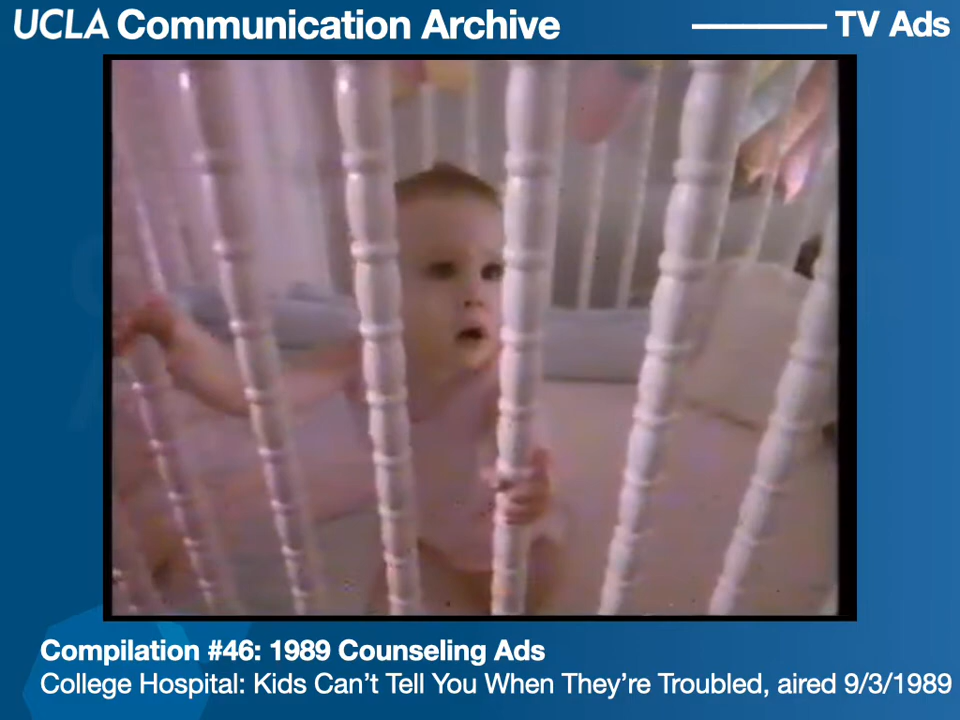 UCLA Communication Archive
TV Ads
Compilation #46: 1989 Counseling Ads
College Hospital: Kids Can't Tell You When They're Troubled, aired 9/3/1989